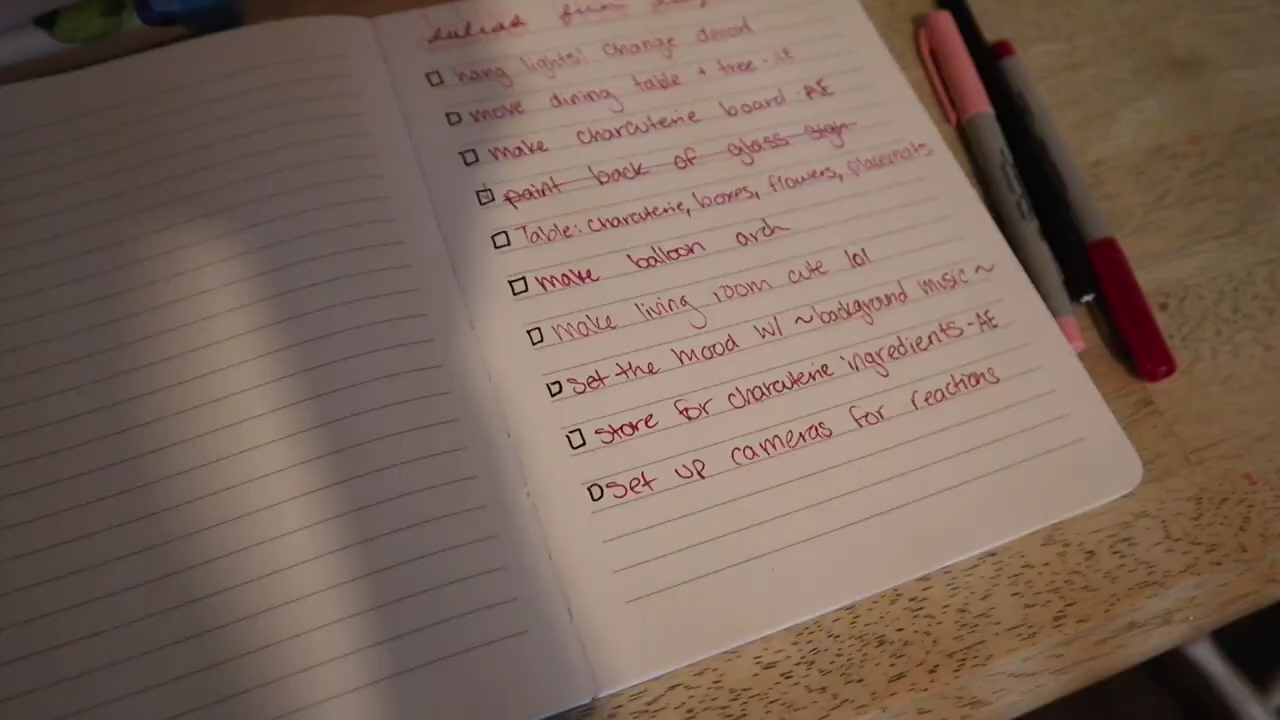 hang lights! change
move dining table + tree - AE
make charcuterie board - AE
paint back of glass sign
Table: charcuterie, boxes, flowers, placemats
make balloon arch
make living room cute lol
set the mood w/ ~background music~
store for charcuterie ingredients - AE
set up cameras for reactions